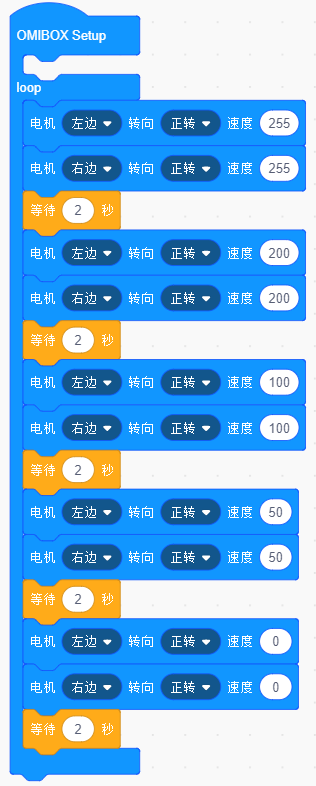 OMIBOX Setup
loop
电机 左边 转向 正转 速度 255
电机 右边 转向 正转 速度 255
等待 2 秒
电机 左边 转向 正转 速度 200
电机 右边 转向 正转 速度 200
等待 2 秒
电机 左边 转向 正转 速度 100
电机 右边 转向 正转 速度 100
等待 2 秒
电机 左边 转向 正转 速度 50
电机 右边 转向 正转 速度 50
等待 2 秒
电机 左边 转向 正转 速度 0
电机 右边 转向 正转 速度 0
等待 2 秒